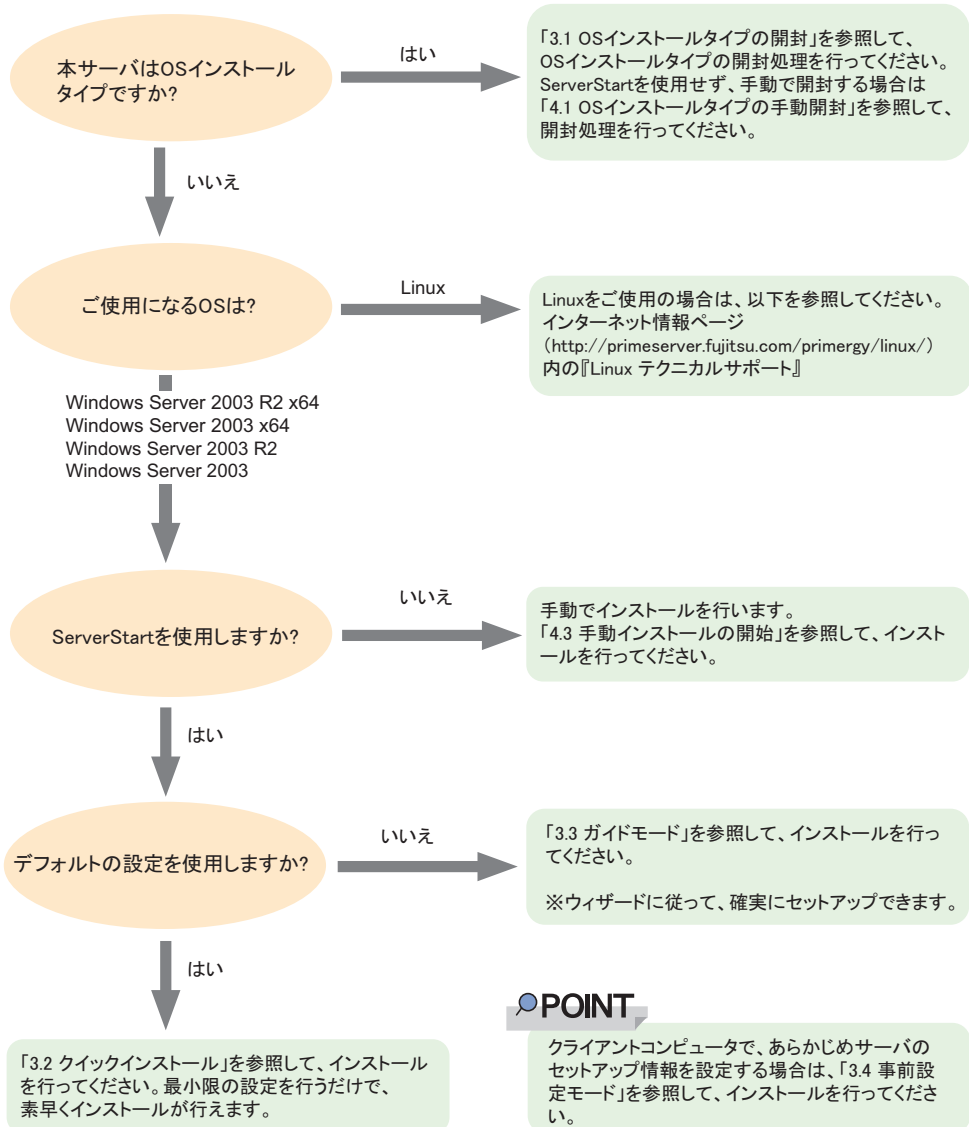 本サーバはOSインストール
タイプですか?
はい
「3.1 OSインストールタイプの開封」を参照して、
OSインストールタイプの開封処理を行ってください。
ServerStartを使用せず、手動で開封する場合は
「4.1 OSインストールタイプの手動開封」を参照して、
開封処理を行ってください。
いいえ
ご使用になるOSは?
Linux
Linuxをご使用の場合は、以下を参照してください。
インターネット情報ページ
（http://primeserver.fujitsu.com/primergy/linux/）
内の『Linux テクニカルサポート』
Windows Server 2003 R2 x64
Windows Server 2003 x64
Windows Server 2003 R2
Windows Server 2003
ServerStartを使用しますか?
いいえ
手動でインストールを行います。
「4.3 手動インストールの開始」を参照して、インスト
ールを行ってください。
はい
デフォルトの設定を使用しますか?
いいえ
「3.3 ガイドモード」を参照して、インストールを行っ
てください。
※ウィザードに従って、確実にセットアップできます。
はい
「3.2 クイックインストール」を参照して、インストール
を行ってください。最小限の設定を行うだけで、
素早くインストールが行えます。
POINT
クライアントコンピュータで、あらかじめサーバの
セットアップ情報を設定する場合は、「3.4 事前設
定モード」を参照して、インストールを行ってくださ
い。